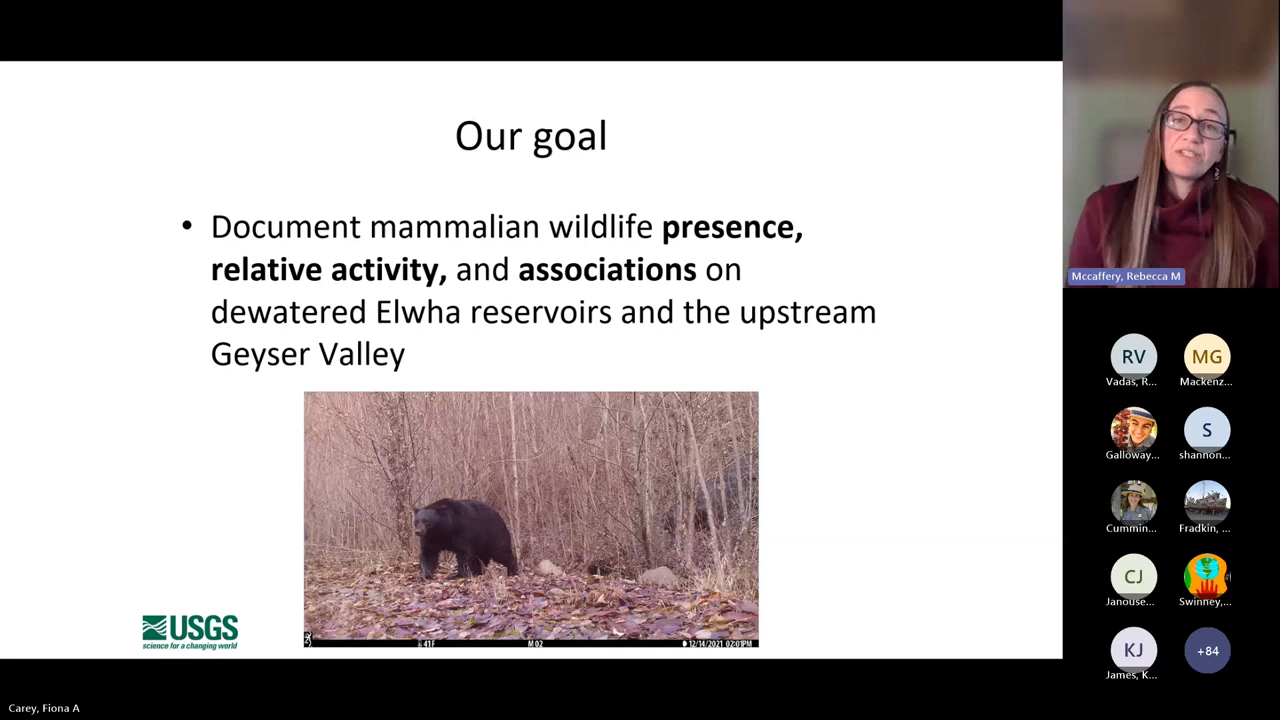 Our goal
• Document mammalian wildlife presence,
relative activity, and associations on
dewatered Elwha reservoirs and the upstream
Geyser Valley
41F M 02 12/14/2021 02:01PM
USGS
science for a changing world
Mccaffery, Rebecca M
RV MG
Vadas, R... Mackenz...
S
Galloway... shannon...
Cummin... Fradkin, ...
CJ
Janouse... Swinney,...
KJ +84
James, K...
Carey, Fiona A